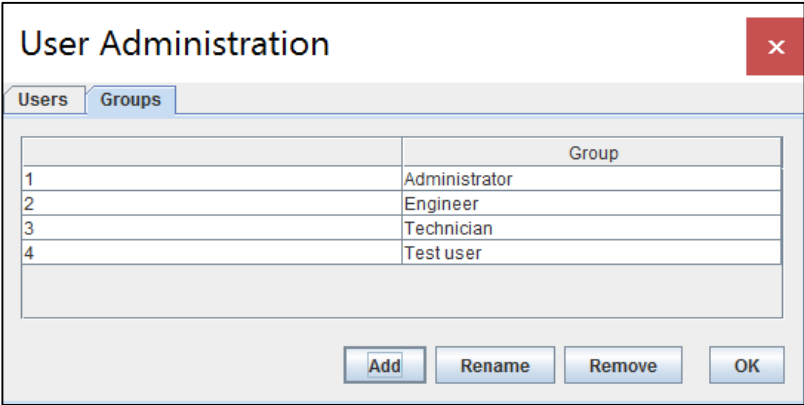 User Administration
×
Users Groups
Group
1 Administrator
2 Engineer
3 Technician
4 Test user
Add Rename Remove OK